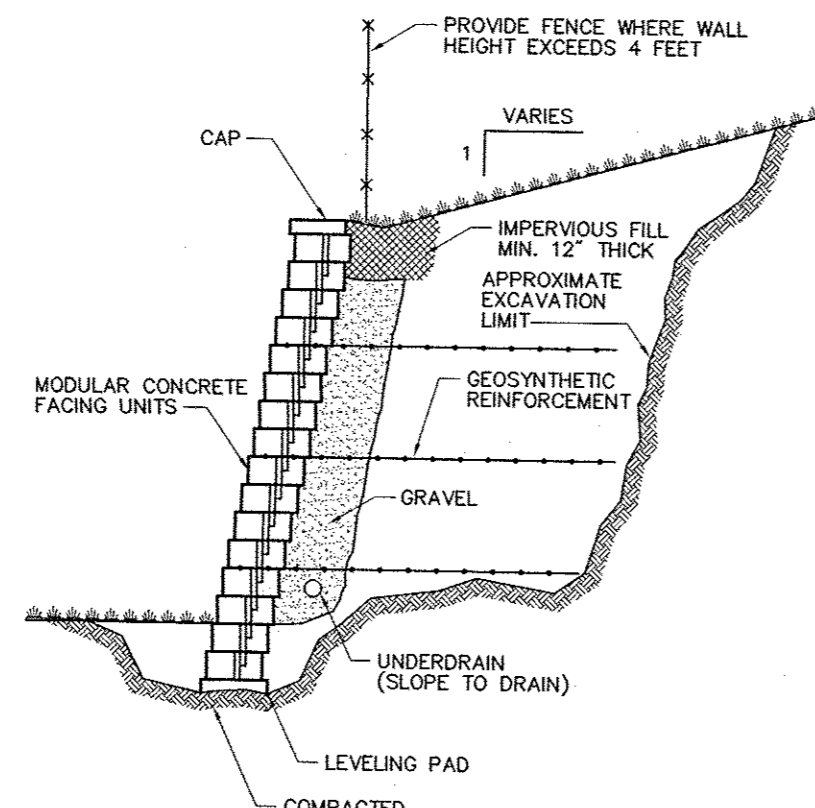 PROVIDE FENCE WHERE WALL
HEIGHT EXCEEDS 4 FEET
VARIES
1
CAP
IMPERVIOUS FILL
MIN. 12" THICK
APPROXIMATE
EXCAVATION
LIMIT
MODULAR CONCRETE
FACING UNITS
GEOSYNTHETIC
REINFORCEMENT
GRAVEL
UNDERDRAIN
(SLOPE TO DRAIN)
LEVELING PAD
COMPACTED